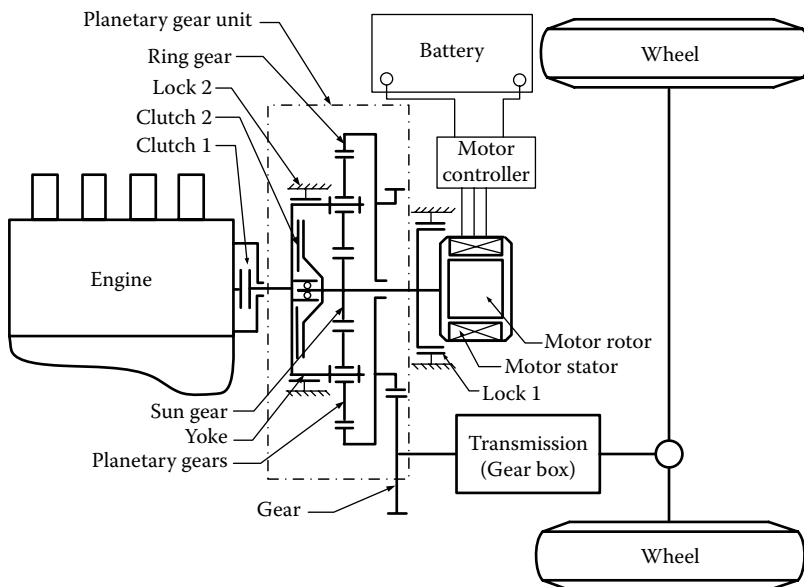 Planetary gear unit
Ring gear
Lock 2
Clutch 2
Clutch 1
Battery
Wheel
Motor
controller
Engine
Motor rotor
Motor stator
Lock 1
Sun gear
Yoke
Planetary gears
Gear
Transmission
(Gear box)
Wheel